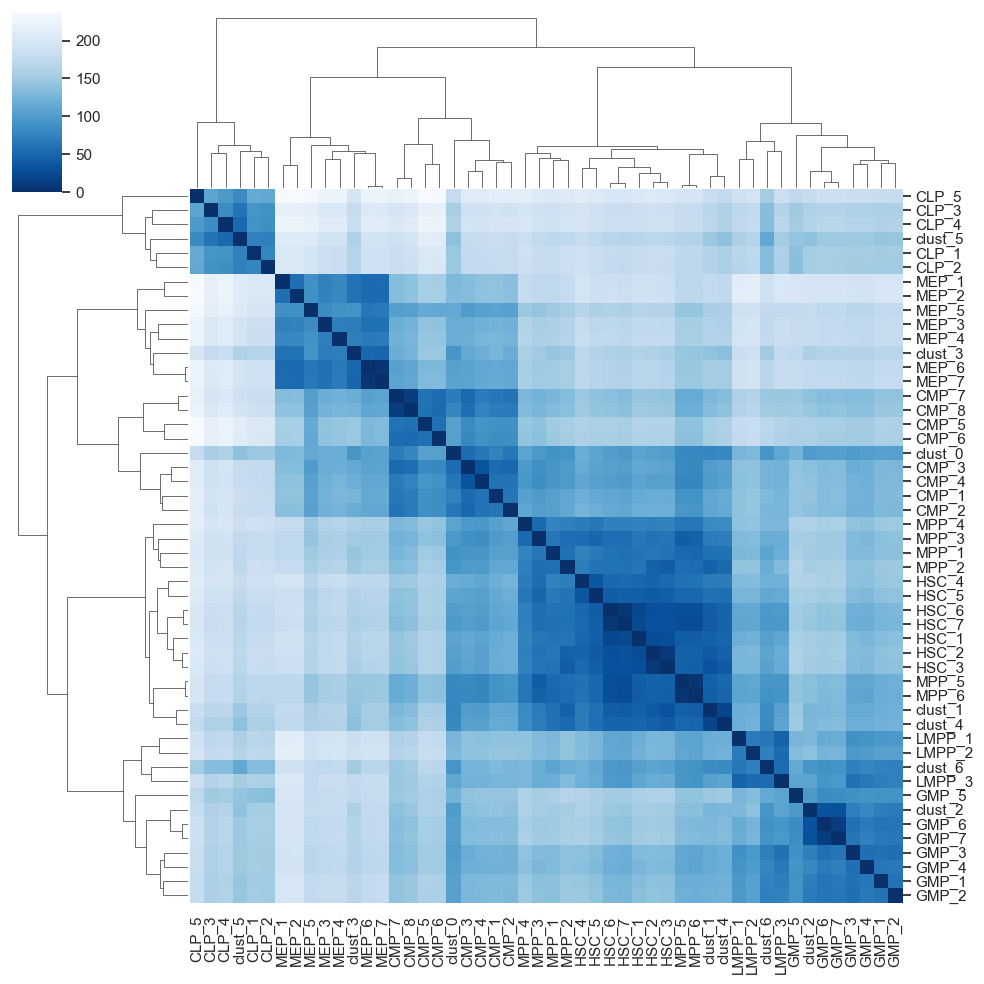 200
150
100
50
0
CLP_5
CLP_3
CLP_4
clust_5
CLP_1
CLP_2
MEP_1
MEP_2
MEP_5
MEP_3
MEP_4
clust_3
MEP_6
MEP_7
CMP_7
CMP_8
CMP_5
CMP_6
clust_0
CMP_3
CMP_4
CMP_1
CMP_2
MPP_4
MPP_3
MPP_1
MPP_2
HSC_4
HSC_5
HSC_6
HSC_7
HSC_1
HSC_2
HSC_3
MPP_5
MPP_6
clust_1
clust_4
LMPP_1
LMPP_2
clust_6
LMPP_3
GMP_5
clust_2
GMP_6
GMP_7
GMP_3
GMP_4
GMP_1
GMP_2
CLP_5
CLP_3
CLP_4
clust_5
CLP_1
CLP_2
MEP_1
MEP_2
MEP_5
MEP_3
MEP_4
clust_3
MEP_6
MEP_7
CMP_7
CMP_8
CMP_5
CMP_6
clust_0
CMP_3
CMP_4
CMP_1
CMP_2
MPP_4
MPP_3
MPP_1
MPP_2
HSC_4
HSC_5
HSC_6
HSC_7
HSC_1
HSC_2
HSC_3
MPP_5
MPP_6
clust_1
clust_4
LMPP_1
LMPP_2
clust_6
LMPP_3
GMP_5
clust_2
GMP_6
GMP_7
GMP_3
GMP_4
GMP_1
GMP_2